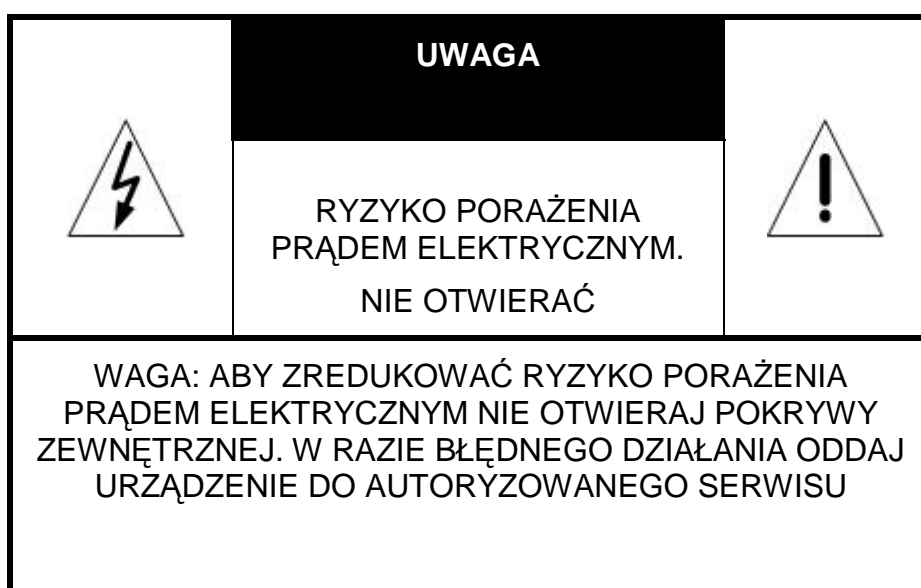 UWAGA
RYZYKO PORAŻENIA
PRĄDEM ELEKTRYCZNYM.
NIE OTWIERAĆ
WAGA: ABY ZREDUKOWAĆ RYZYKO PORAŻENIA
PRĄDEM ELEKTRYCZNYM NIE OTWIERAJ POKRYWY
ZEWNĘTRZNEJ. W RAZIE BŁĘDNEGO DZIAŁANIA ODDAJ
URZĄDZENIE DO AUTORYZOWANEGO SERWISU